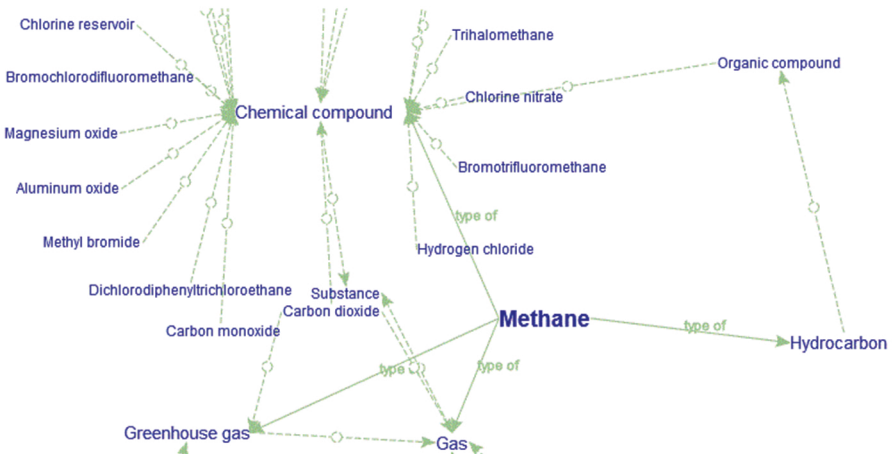 Chlorine reservoir
Trihalomethane
Organic compound
Bromochlorodifluoromethane
Chlorine nitrate
Chemical compound
Magnesium oxide
Bromotrifluoromethane
Aluminum oxide
type of
Methyl bromide
Hydrogen chloride
Dichlorodiphenyltrichloroethane
Substance
Carbon dioxide
Methane
type of
Carbon monoxide
Hydrocarbon
type
type of
Greenhouse gas
Gas